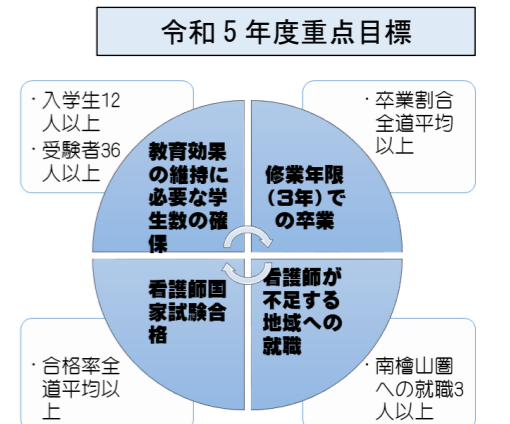 令和５年度重点目標
・入学生12
人以上
・受験者36
人以上
教育効果
の維持に
必要な学
生数の確
保
修業年限
(３年)で
の卒業
・卒業割合
全道平均
以上
看護師国
家試験合
格
看護師が
不足する
地域への
就職
・合格率全
道平均以
上
・南檜山圏
への就職3
人以上